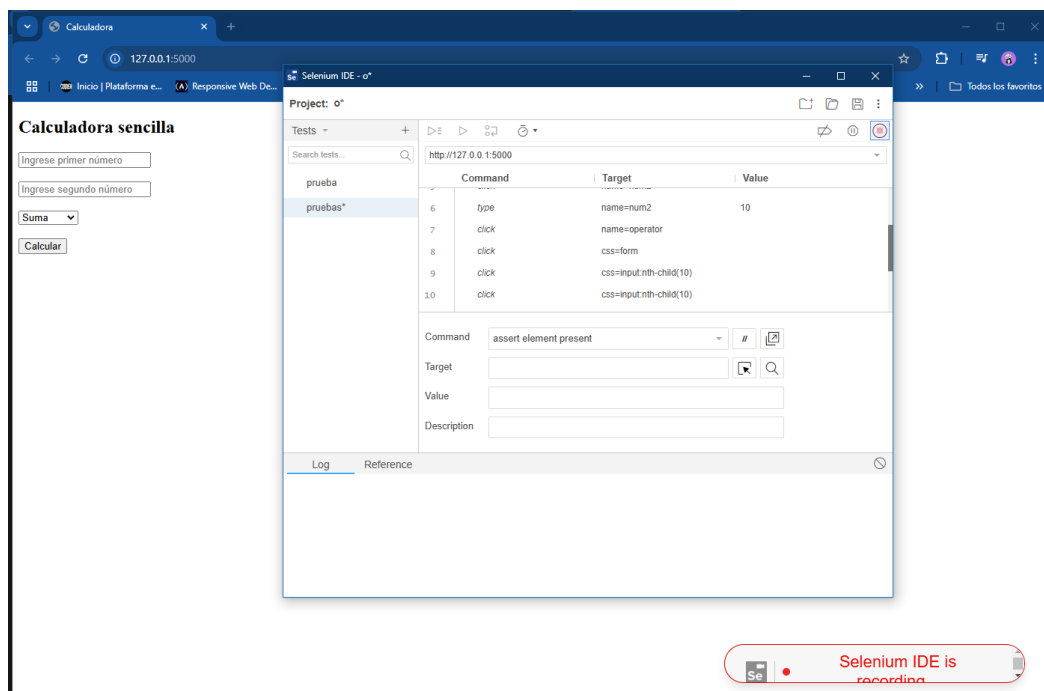 Calculadora
127.0.0.1:5000
Inicio | Plataforma e...
Responsive Web De...
Todos los favoritos
Calculadora sencilla
Ingrese primer número
Ingrese segundo número
Suma
Calcular
Selenium IDE - o*
Project: o*
Tests
Search tests...
http://127.0.0.1:5000
prueba
pruebas*
Command Target Value
6 type name=num2 10
7 click name=operator
8 click css=form
9 click css=input:nth-child(10)
10 click css=input:nth-child(10)
Command assert element present
//
Target
Value
Description
Log Reference
Se
Selenium IDE is
recording